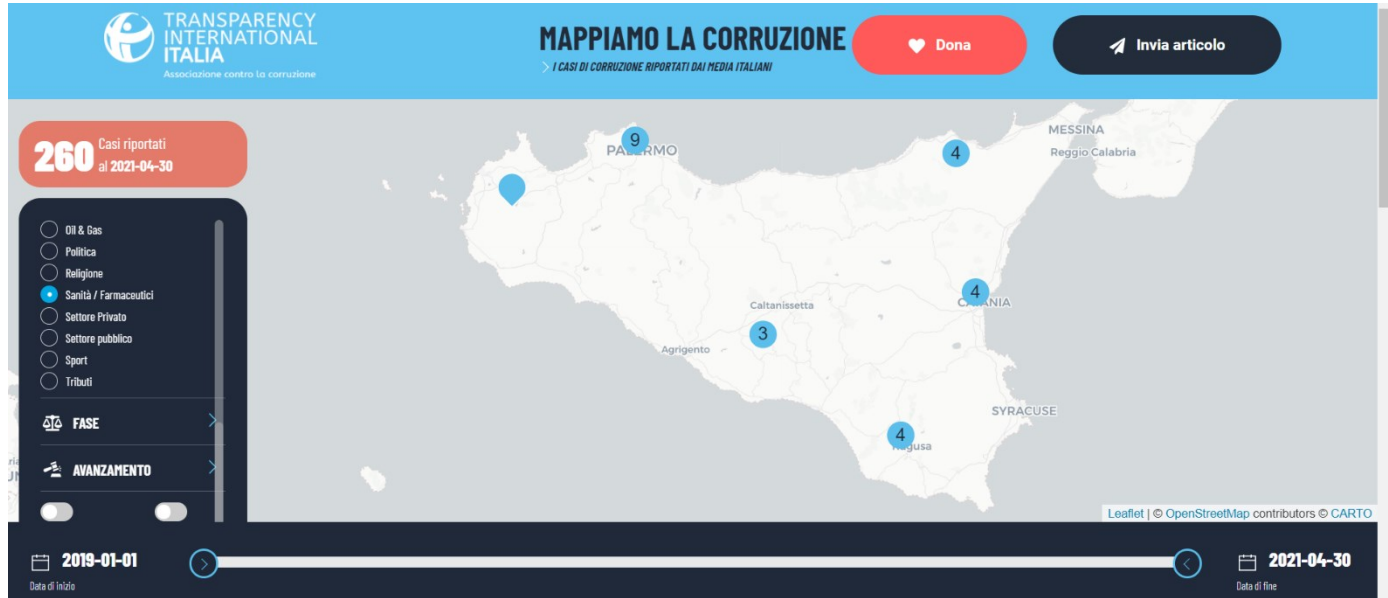 TRANSPARENCY
INTERNATIONAL
ITALIA
Associazione contro la corruzione
MAPPIAMO LA CORRUZIONE
I CASI DI CORRUZIONE RIPORTATI DAI MEDIA ITALIANI
Dona
Invia articolo
260 Casi riportati
al 2021-04-30
Oil & Gas
Politica
Religione
Sanità / Farmaceutici
Settore Privato
Settore pubblico
Sport
Tributi
FASE
AVANZAMENTO
9
4
MESSINA
Reggio Calabria
4
Caltanissetta
3
Agrigento
SYRACUSE
4
Leaflet | © OpenStreetMap contributors © CARTO
2019-01-01
Data di inizio
2021-04-30
Data di fine